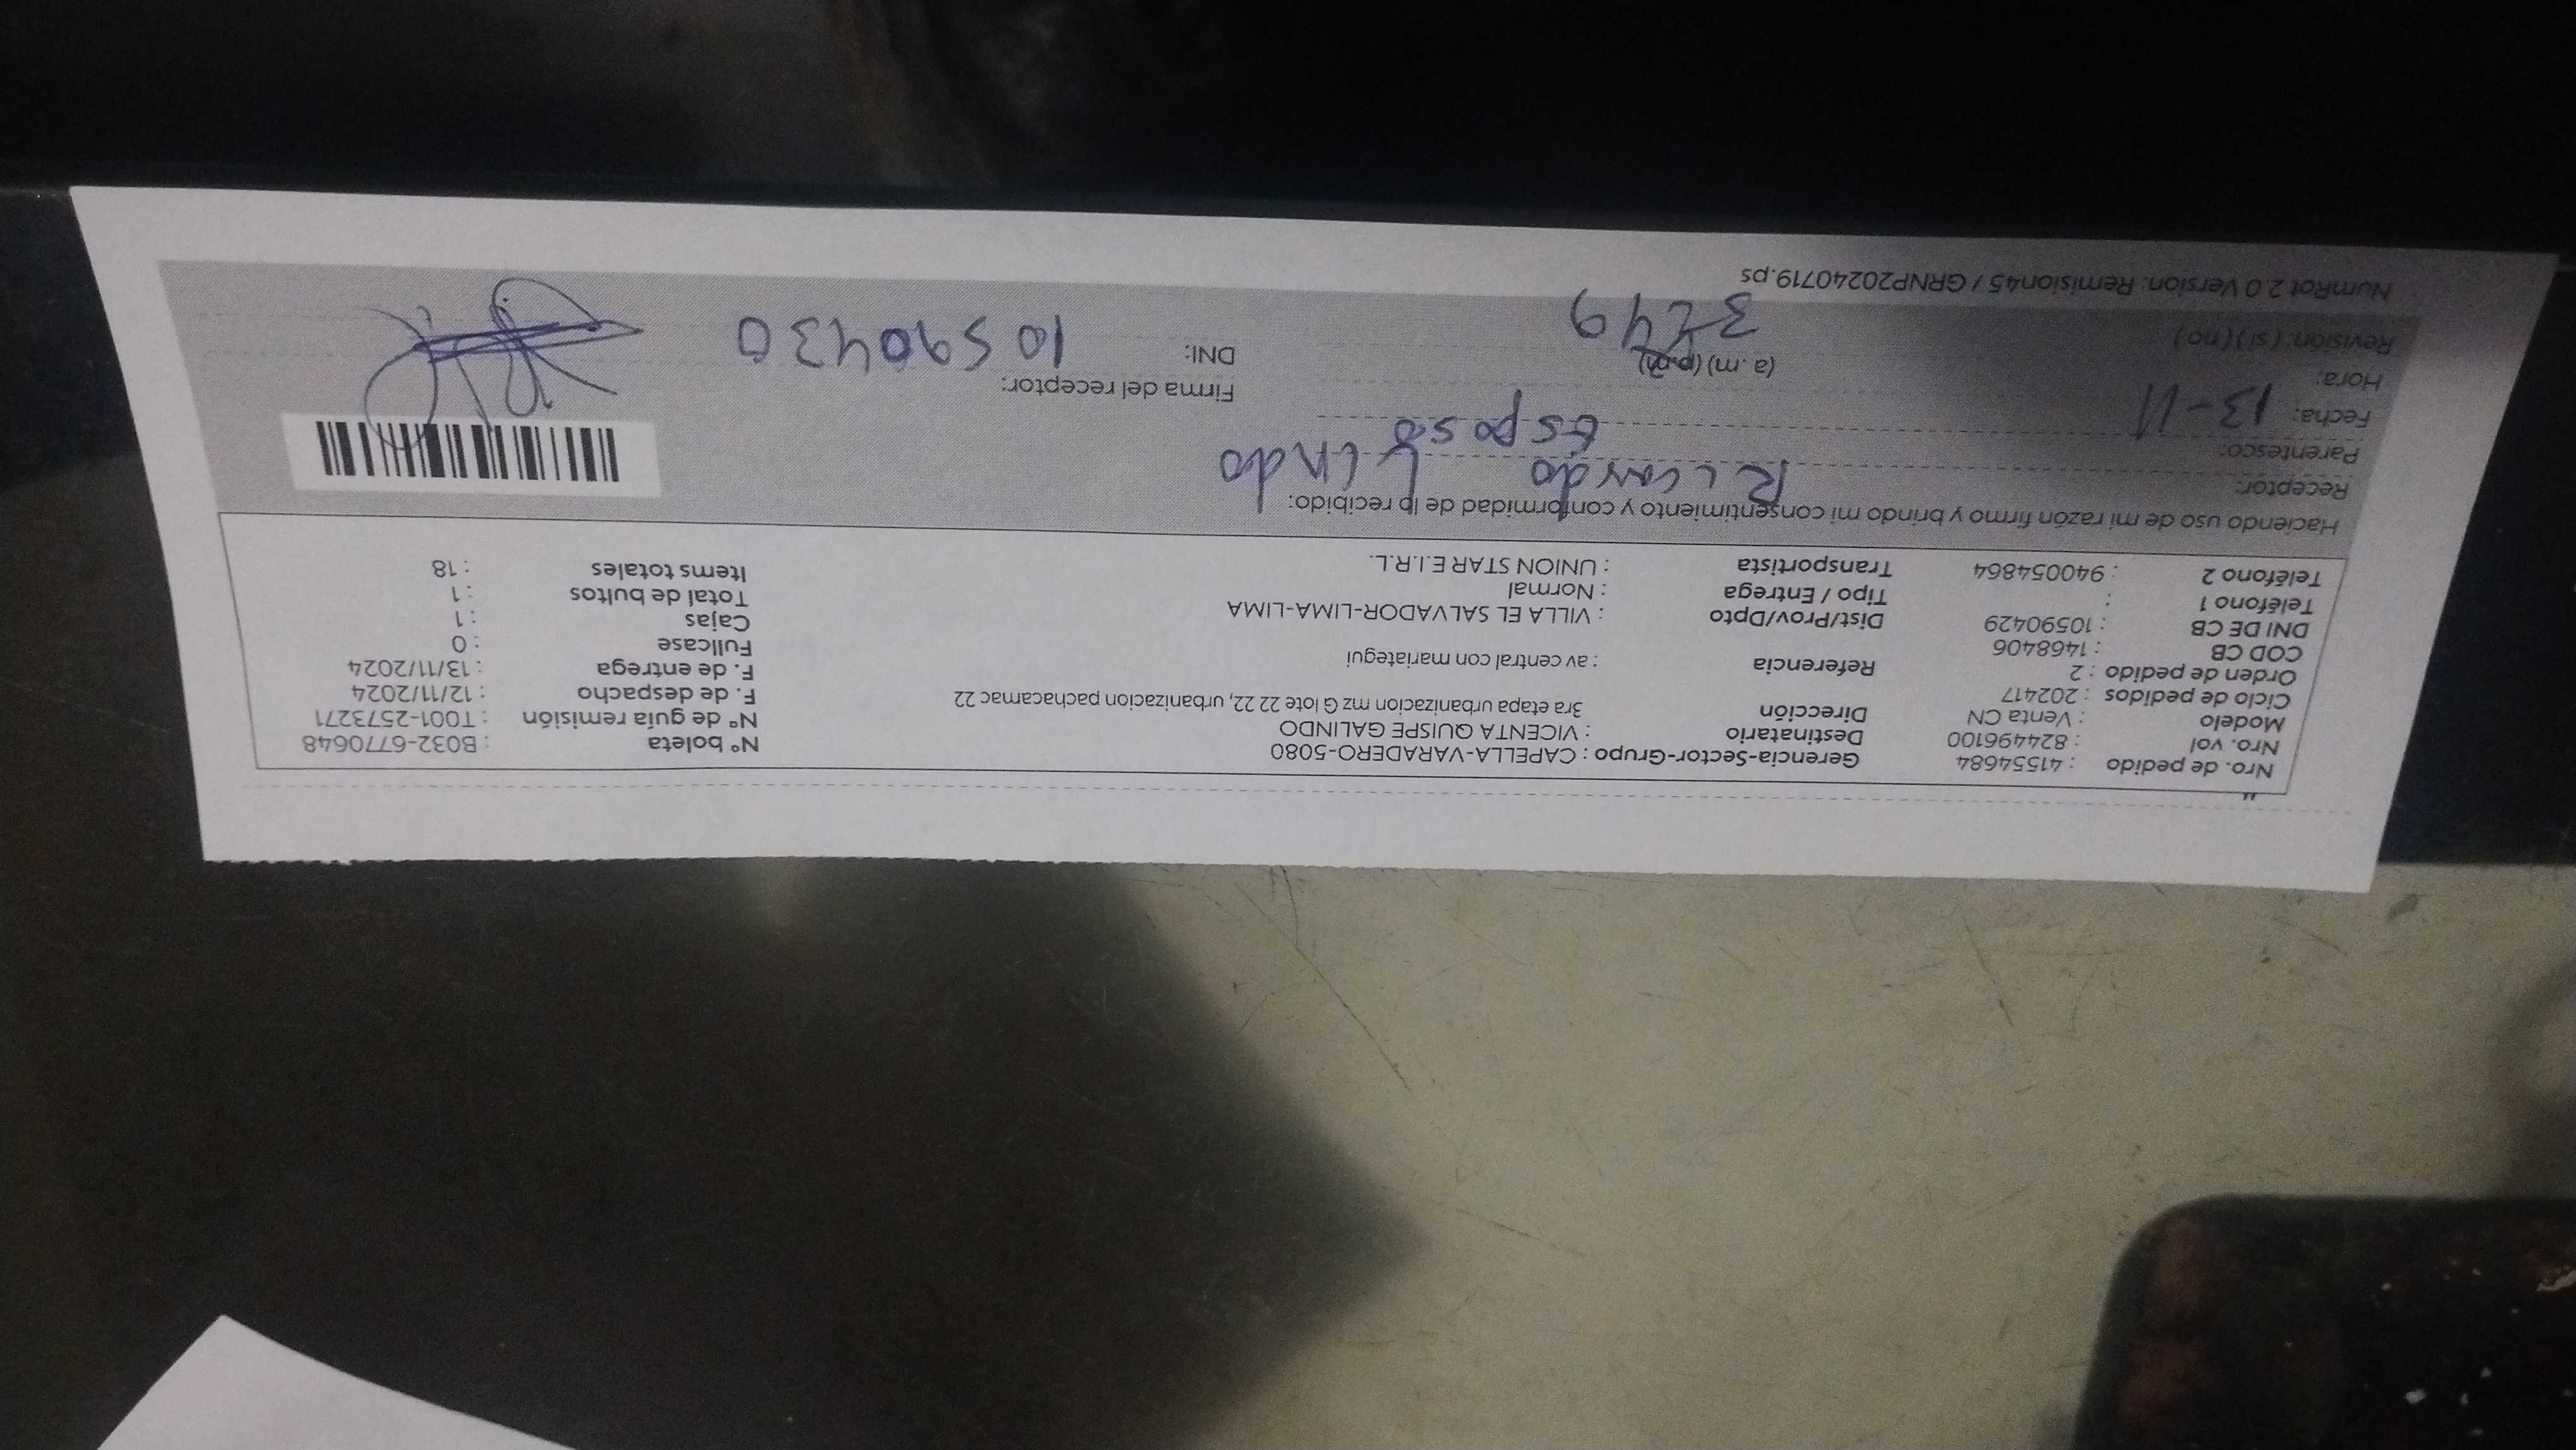 Nro. de pedido : 41554684 Gerencia-Sector-Grupo : CAPELLA-VARADERO-5080 N° boleta : B032-6770648
Nro. vol : 824496100 Destinatario : VICENTA QUISPE GALINDO N° de guía remisión : T001-2573271
Modelo : Venta CN Dirección 3ra etapa urbanizacion mz G lote 22 22, urbanizacion pachacamac 22 F. de despacho : 12/11/2024
Ciclo de pedidos : 202417 F. de entrega : 13/11/2024
Orden de pedido : 2 Referencia : av central con mariategui Fullcase : 0
COD CB : 1468406 Cajas : 1
DNI DE CB : 10590429 Dist/Prov/Dpto : VILLA EL SALVADOR-LIMA-LIMA Total de bultos : 1
Teléfono 1 : Tipo / Entrega : Normal Items totales : 18
Teléfono 2 : 940054864 Transportista : UNION STAR E.I.R.L.
Haciendo uso de mi razón firmo y brindo mi consentimiento y conformidad de lo recibido:
Receptor: Ricardo
Parentesco: Esposo
Fecha: 13-11 Firma del receptor:
Hora: (a. m) (p.m) DNI: 10590430
Revisión: (si) (no)
NumRot 2.0 Version: Remision45 / GRNP20240719.ps